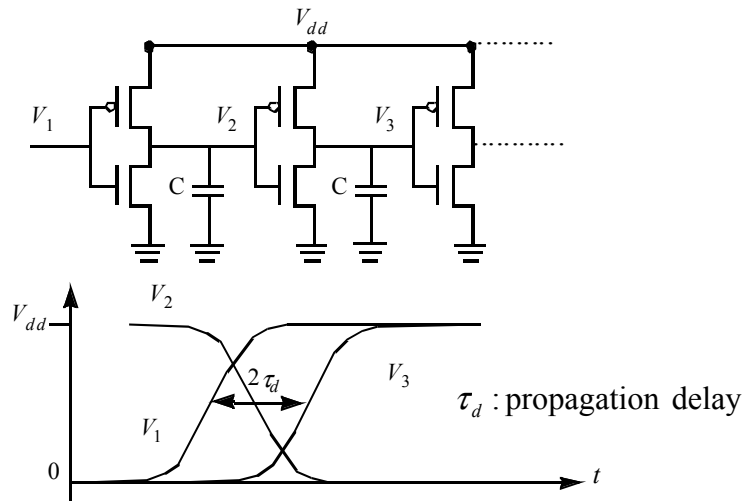 V_dd
V_1
V_2
V_3
C
C
V_2
V_dd
2τ_d
V_3
τ_d : propagation delay
V_1
0
t